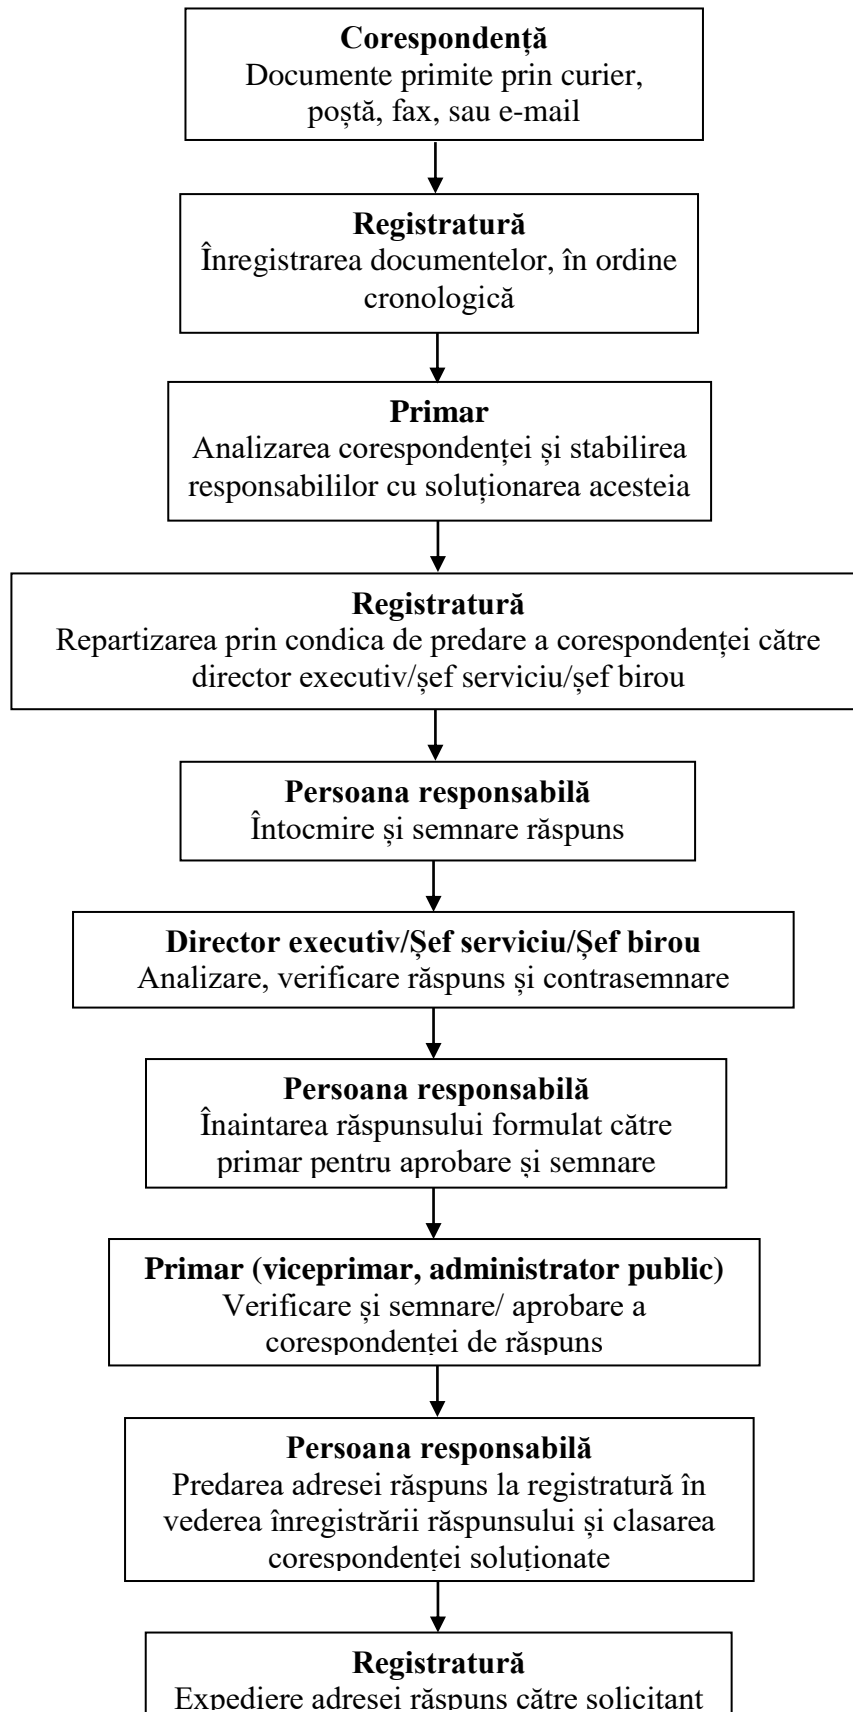 Corespondență
Documente primite prin curier,
poștă, fax, sau e-mail
Registratură
Înregistrarea documentelor, în ordine
cronologică
Primar
Analizarea corespondenței și stabilirea
responsabililor cu soluționarea acesteia
Registratură
Repartizarea prin condica de predare a corespondenței către
director executiv/șef serviciu/șef birou
Persoana responsabilă
Întocmire și semnare răspuns
Director executiv/Șef serviciu/Șef birou
Analizare, verificare răspuns și contrasemnare
Persoana responsabilă
Înaintarea răspunsului formulat către
primar pentru aprobare și semnare
Primar (viceprimar, administrator public)
Verificare și semnare/ aprobare a
corespondenței de răspuns
Persoana responsabilă
Predarea adresei răspuns la registratură în
vederea înregistrării răspunsului și clasarea
corespondenței soluționate
Registratură
Expediere adresei răspuns către solicitant